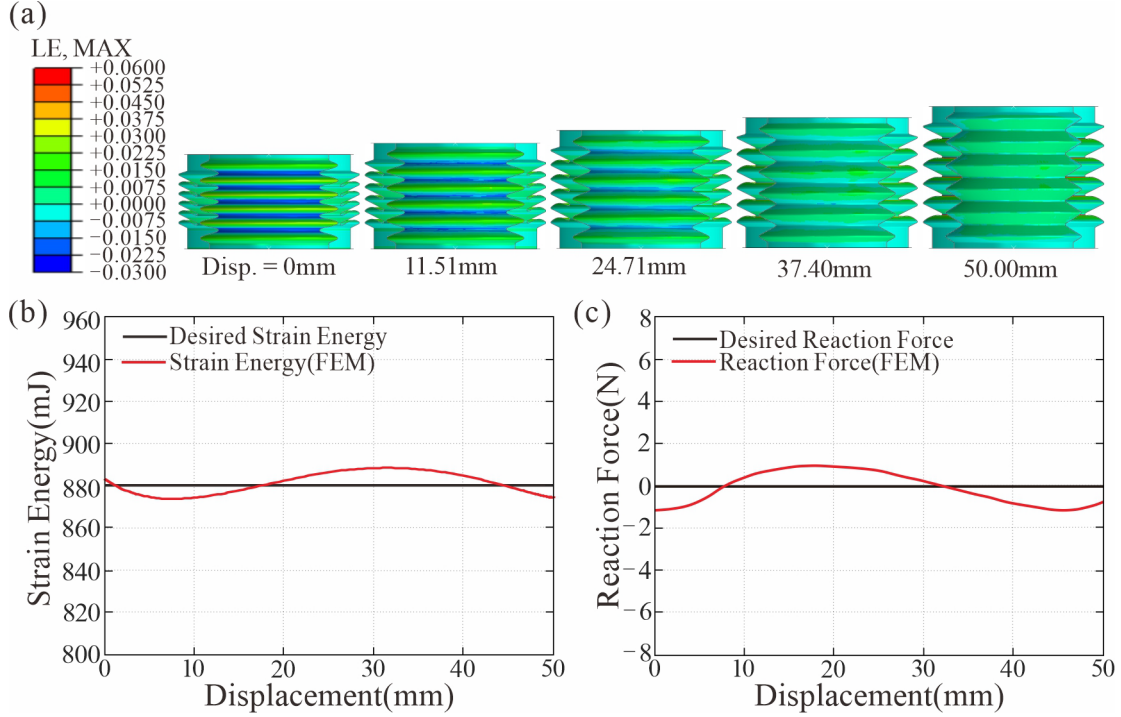 (a)
LE, MAX
+0.0600
+0.0525
+0.0450
+0.0375
+0.0300
+0.0225
+0.0150
+0.0075
+0.0000
−0.0075
−0.0150
−0.0225
−0.0300
Disp. = 0mm
11.51mm
24.71mm
37.40mm
50.00mm
(b)
Strain Energy(mJ)
960
940
920
890
880
860
840
820
800
Desired Strain Energy
Strain Energy(FEM)
0
10
20
30
40
50
Displacement(mm)
(c)
Reaction Force(N)
8
6
4
2
0
−2
−4
−6
−8
Desired Reaction Force
Reaction Force(FEM)
0
10
20
30
40
50
Displacement(mm)